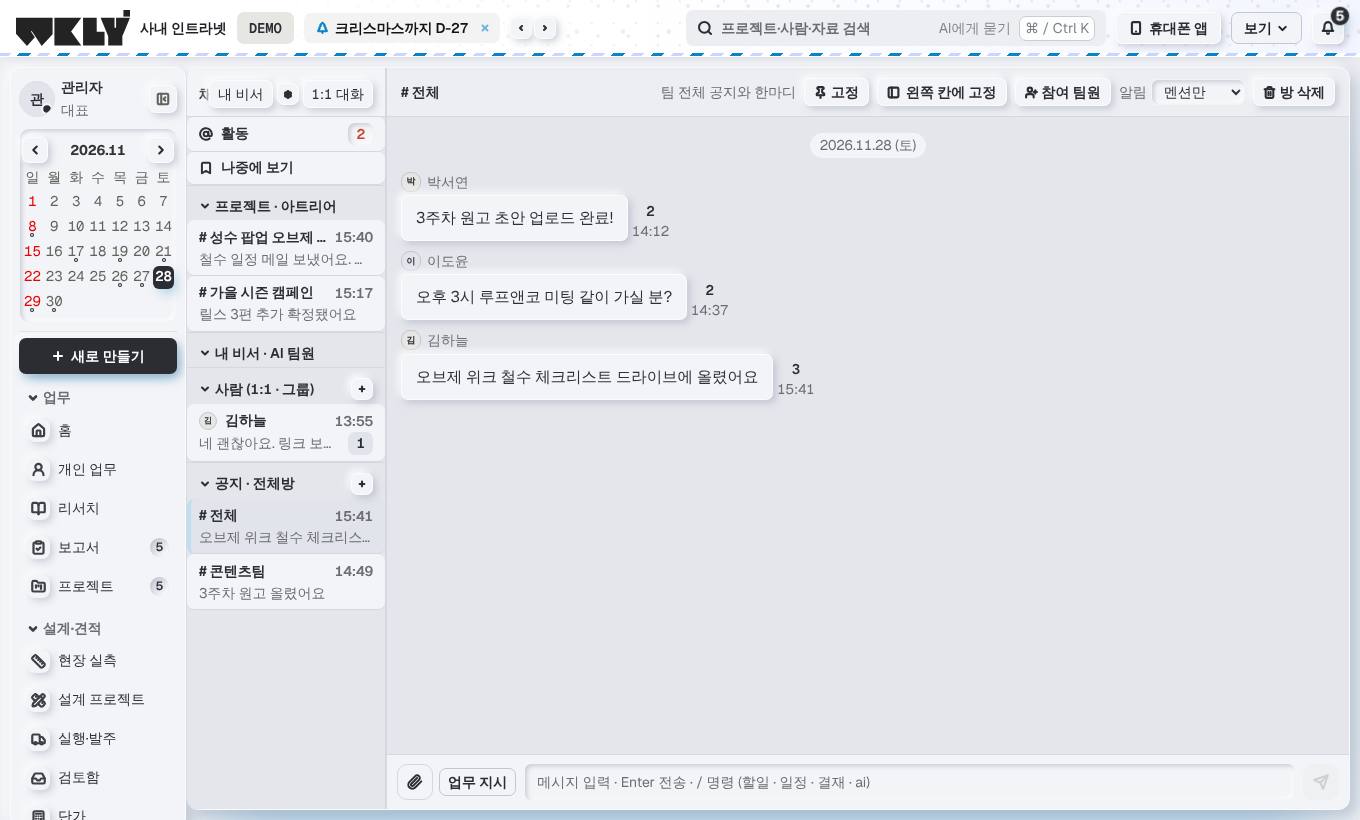 WKLY 사내 인트라넷 DEMO 크리스마스까지 D-27 × ‹ › 프로젝트·사람·자료 검색 AI에게 묻기 ⌘ / Ctrl K 휴대폰 앱 보기 5
관 관리자
대표
2026.11
일 월 화 수 목 금 토
1 2 3 4 5 6 7
8 9 10 11 12 13 14
15 16 17 18 19 20 21
22 23 24 25 26 27 28
29 30
+ 새로 만들기
업무
홈
개인 업무
리서치
보고서 5
프로젝트 5
설계·견적
현장 실측
설계 프로젝트
실행·발주
검토함
단가
내 비서 1:1 대화
활동 2
나중에 보기
프로젝트 · 아트리어
# 성수 팝업 오브제 ... 15:40
철수 일정 메일 보냈어요. ...
# 가을 시즌 캠페인 15:17
릴스 3편 추가 확정됐어요
내 비서 · AI 팀원
사람 (1:1 · 그룹) +
김 김하늘 13:55
네 괜찮아요. 링크 보... 1
공지 · 전체방 +
# 전체 15:41
오브제 위크 철수 체크리스...
# 콘텐츠팀 14:49
3주차 원고 올렸어요
# 전체 팀 전체 공지와 한마디 고정 왼쪽 칸에 고정 참여 팀원 알림 멘션만 방 삭제
2026.11.28 (토)
박 박서연
3주차 원고 초안 업로드 완료! 2
14:12
이 이도윤
오후 3시 루프앤코 미팅 같이 가실 분? 2
14:37
김 김하늘
오브제 위크 철수 체크리스트 드라이브에 올렸어요 3
15:41
업무 지시 메시지 입력 · Enter 전송 · / 명령 (할일 · 일정 · 결재 · ai)